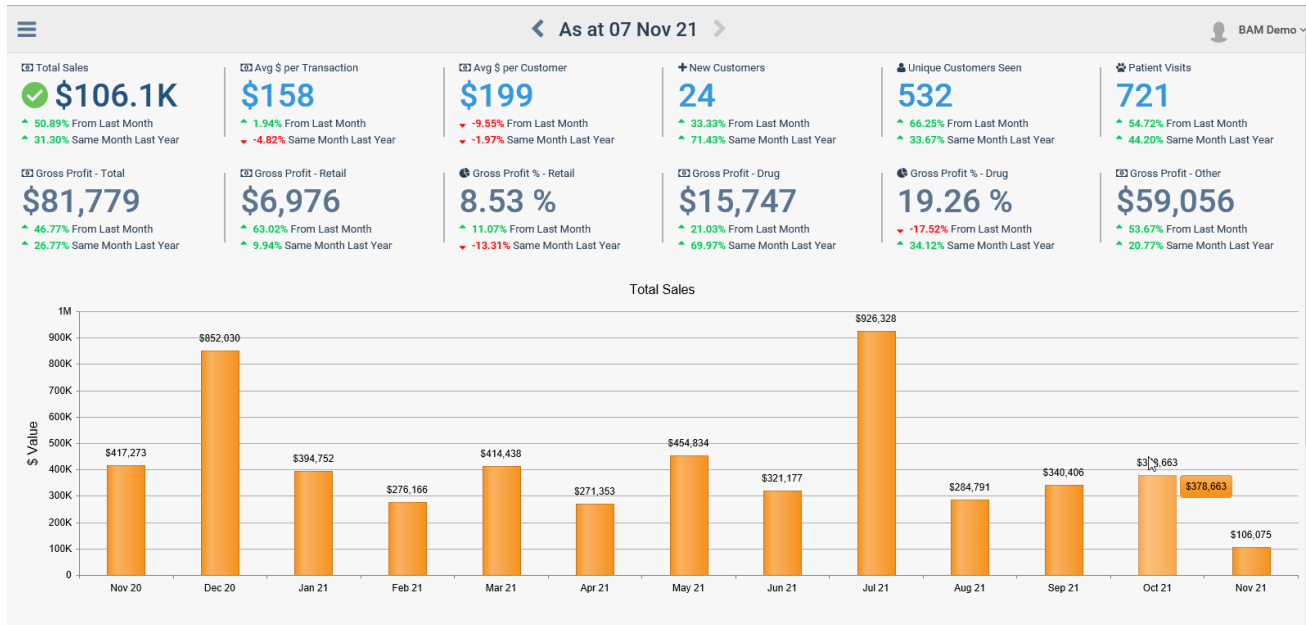 As at 07 Nov 21
BAM Demo
Total Sales
$106.1K
50.89% From Last Month
31.30% Same Month Last Year
Avg $ per Transaction
$158
1.94% From Last Month
-4.82% Same Month Last Year
Avg $ per Customer
$199
-9.55% From Last Month
-1.97% Same Month Last Year
New Customers
24
33.33% From Last Month
71.43% Same Month Last Year
Unique Customers Seen
532
66.25% From Last Month
33.67% Same Month Last Year
Patient Visits
721
54.72% From Last Month
44.20% Same Month Last Year
Gross Profit - Total
$81,779
46.77% From Last Month
26.77% Same Month Last Year
Gross Profit - Retail
$6,976
63.02% From Last Month
9.94% Same Month Last Year
Gross Profit % - Retail
8.53 %
11.07% From Last Month
-13.31% Same Month Last Year
Gross Profit - Drug
$15,747
21.03% From Last Month
69.97% Same Month Last Year
Gross Profit % - Drug
19.26 %
-17.52% From Last Month
34.12% Same Month Last Year
Gross Profit - Other
$59,056
53.67% From Last Month
20.77% Same Month Last Year
Total Sales
$ Value
1M
900K
800K
700K
600K
500K
400K
300K
200K
100K
0
$417,273
$852,030
$394,752
$276,166
$414,438
$271,353
$454,834
$321,177
$926,328
$284,791
$340,406
$378,663
$378,663
$106,075
Nov 20
Dec 20
Jan 21
Feb 21
Mar 21
Apr 21
May 21
Jun 21
Jul 21
Aug 21
Sep 21
Oct 21
Nov 21